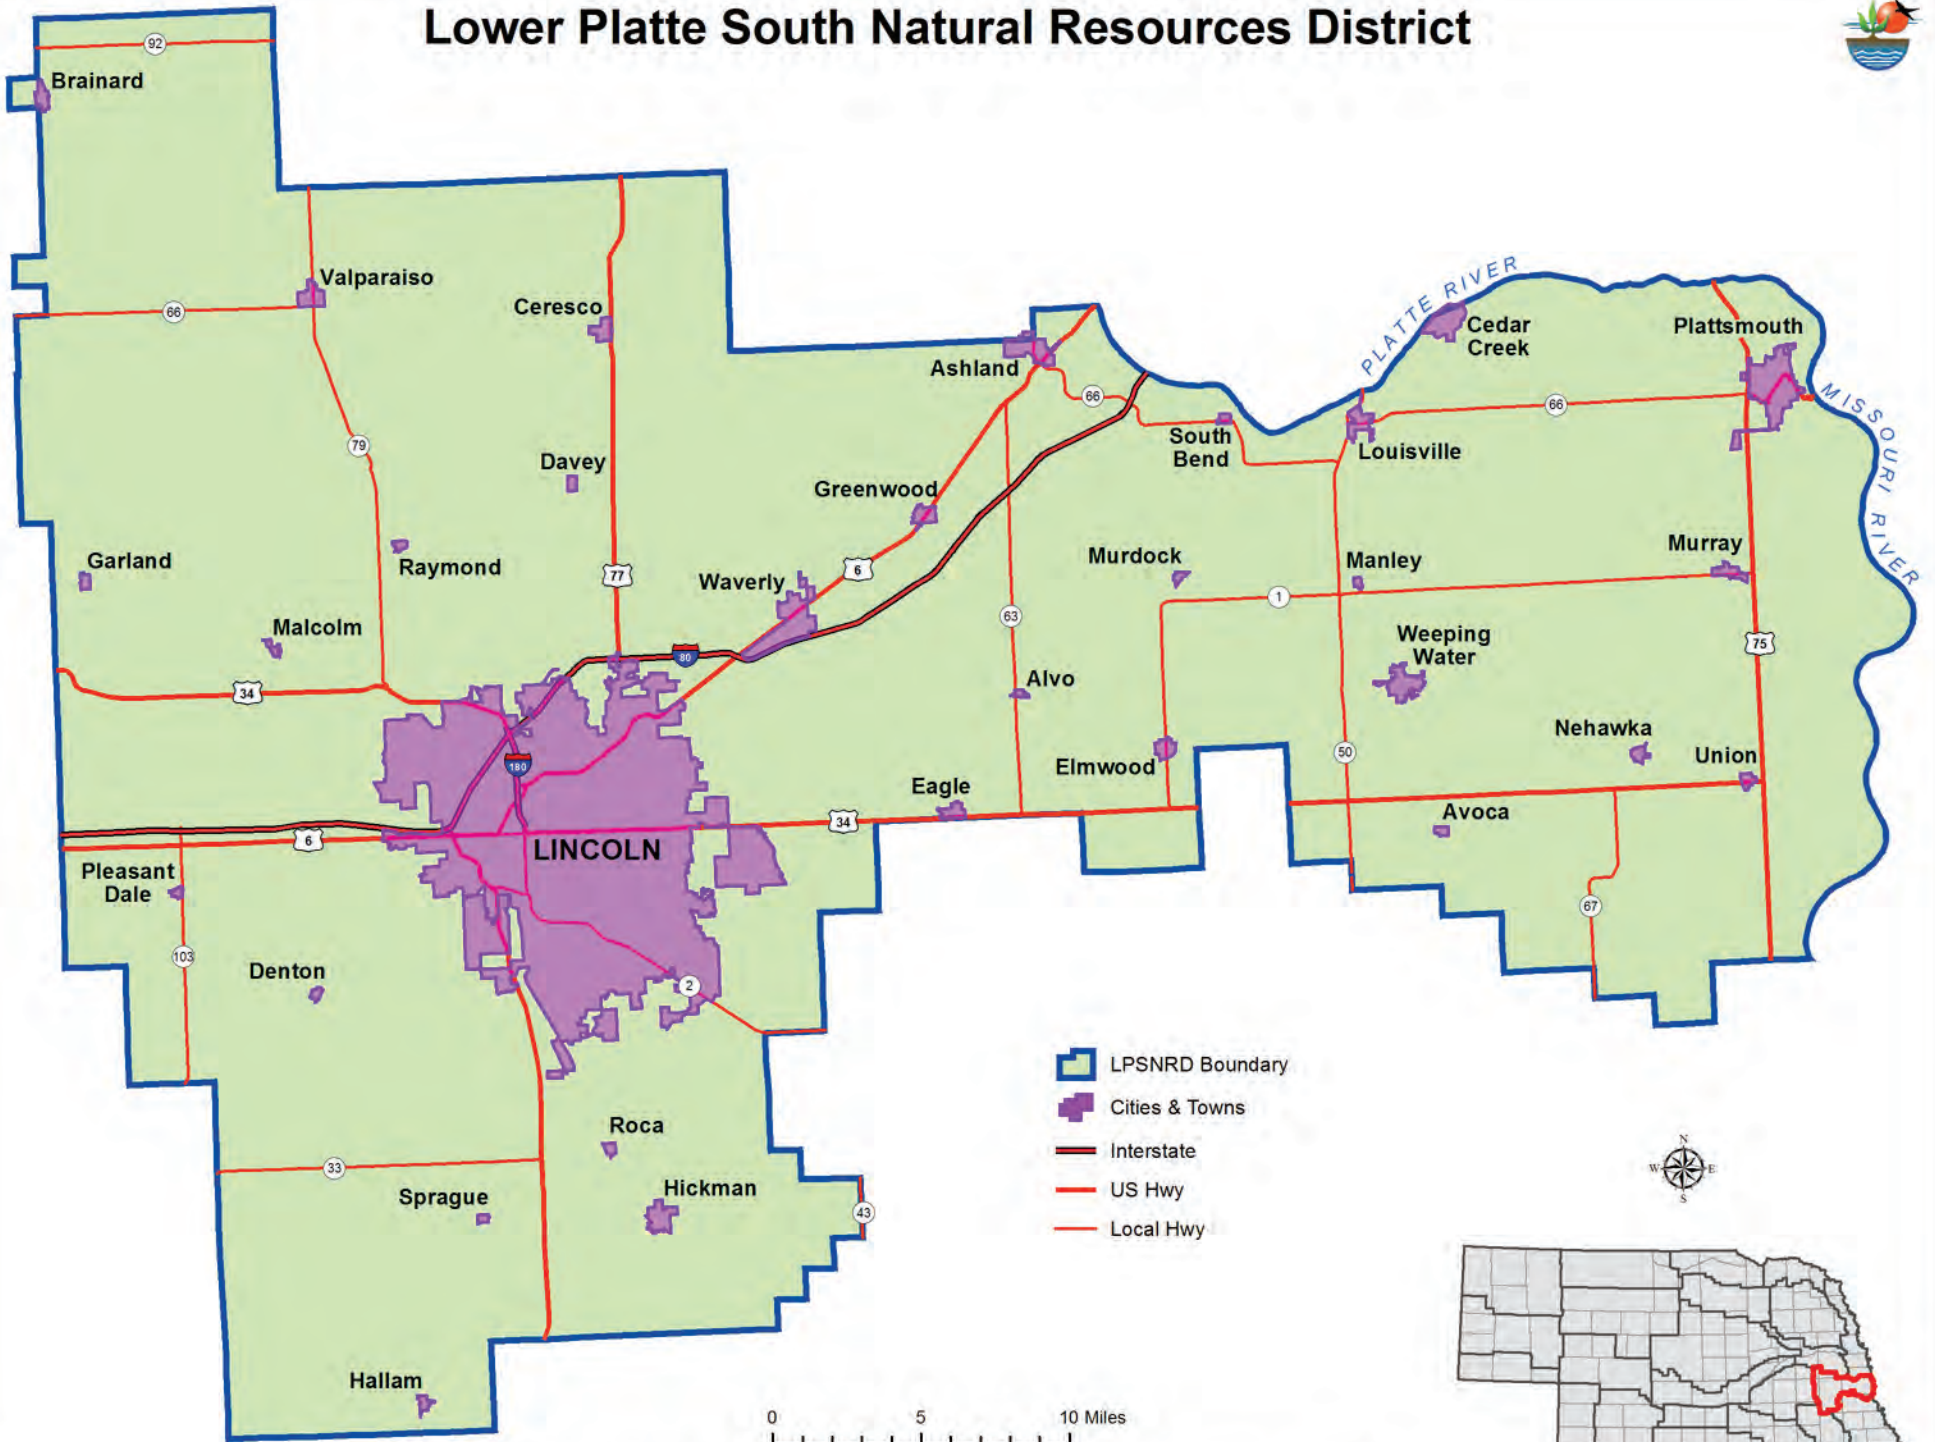 Lower Platte South Natural Resources District
92
Brainard
Valparaiso
66
Ceresco
PLATTE RIVER
Cedar
Creek
Plattsmouth
Ashland
66
66
MISSOURI RIVER
79
South
Bend
Louisville
Davey
Greenwood
Garland
Raymond
77
Waverly
6
Murdock
Manley
Murray
1
63
Malcolm
Weeping
Water
75
80
34
Alvo
Nehawka
50
Union
180
Elmwood
Eagle
34
Avoca
6
LINCOLN
Pleasant
Dale
67
103
Denton
2
LPSNRD Boundary
Cities & Towns
Roca
Interstate
N
W
E
S
33
Sprague
Hickman
US Hwy
43
Local Hwy
Hallam
0 5 10 Miles